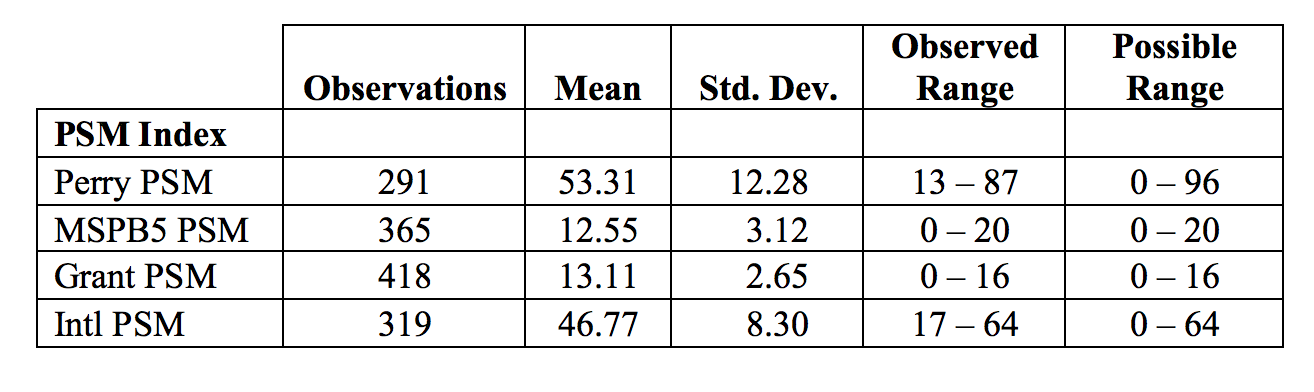 Observations Mean Std. Dev. Observed Range Possible Range
PSM Index
Perry PSM 291 53.31 12.28 13 – 87 0 – 96
MSPB5 PSM 365 12.55 3.12 0 – 20 0 – 20
Grant PSM 418 13.11 2.65 0 – 16 0 – 16
Intl PSM 319 46.77 8.30 17 – 64 0 – 64